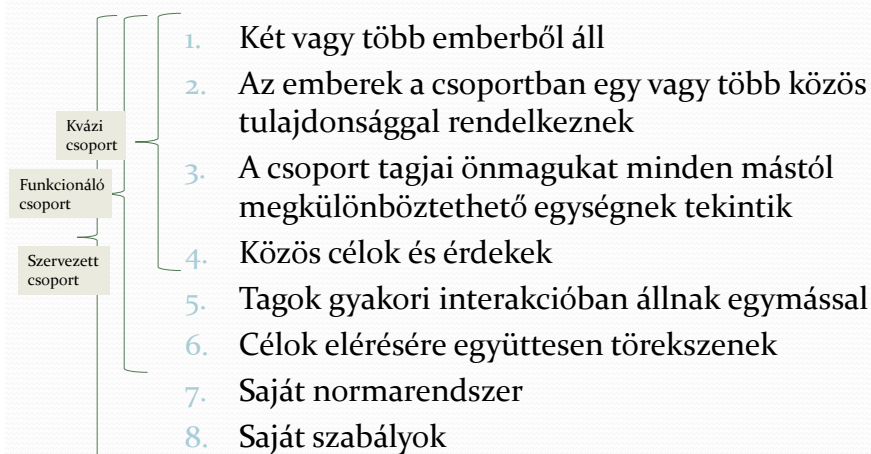 1. Két vagy több emberből áll
2. Az emberek a csoportban egy vagy több közös
tulajdonsággal rendelkeznek
3. A csoport tagjai önmagukat minden mástól
megkülönböztethető egységnek tekintik
4. Közös célok és érdekek
5. Tagok gyakori interakcióban állnak egymással
6. Célok elérésére együttesen törekszenek
7. Saját normarendszer
8. Saját szabályok
Kvázi
csoport
Funkcionáló
csoport
Szervezett
csoport